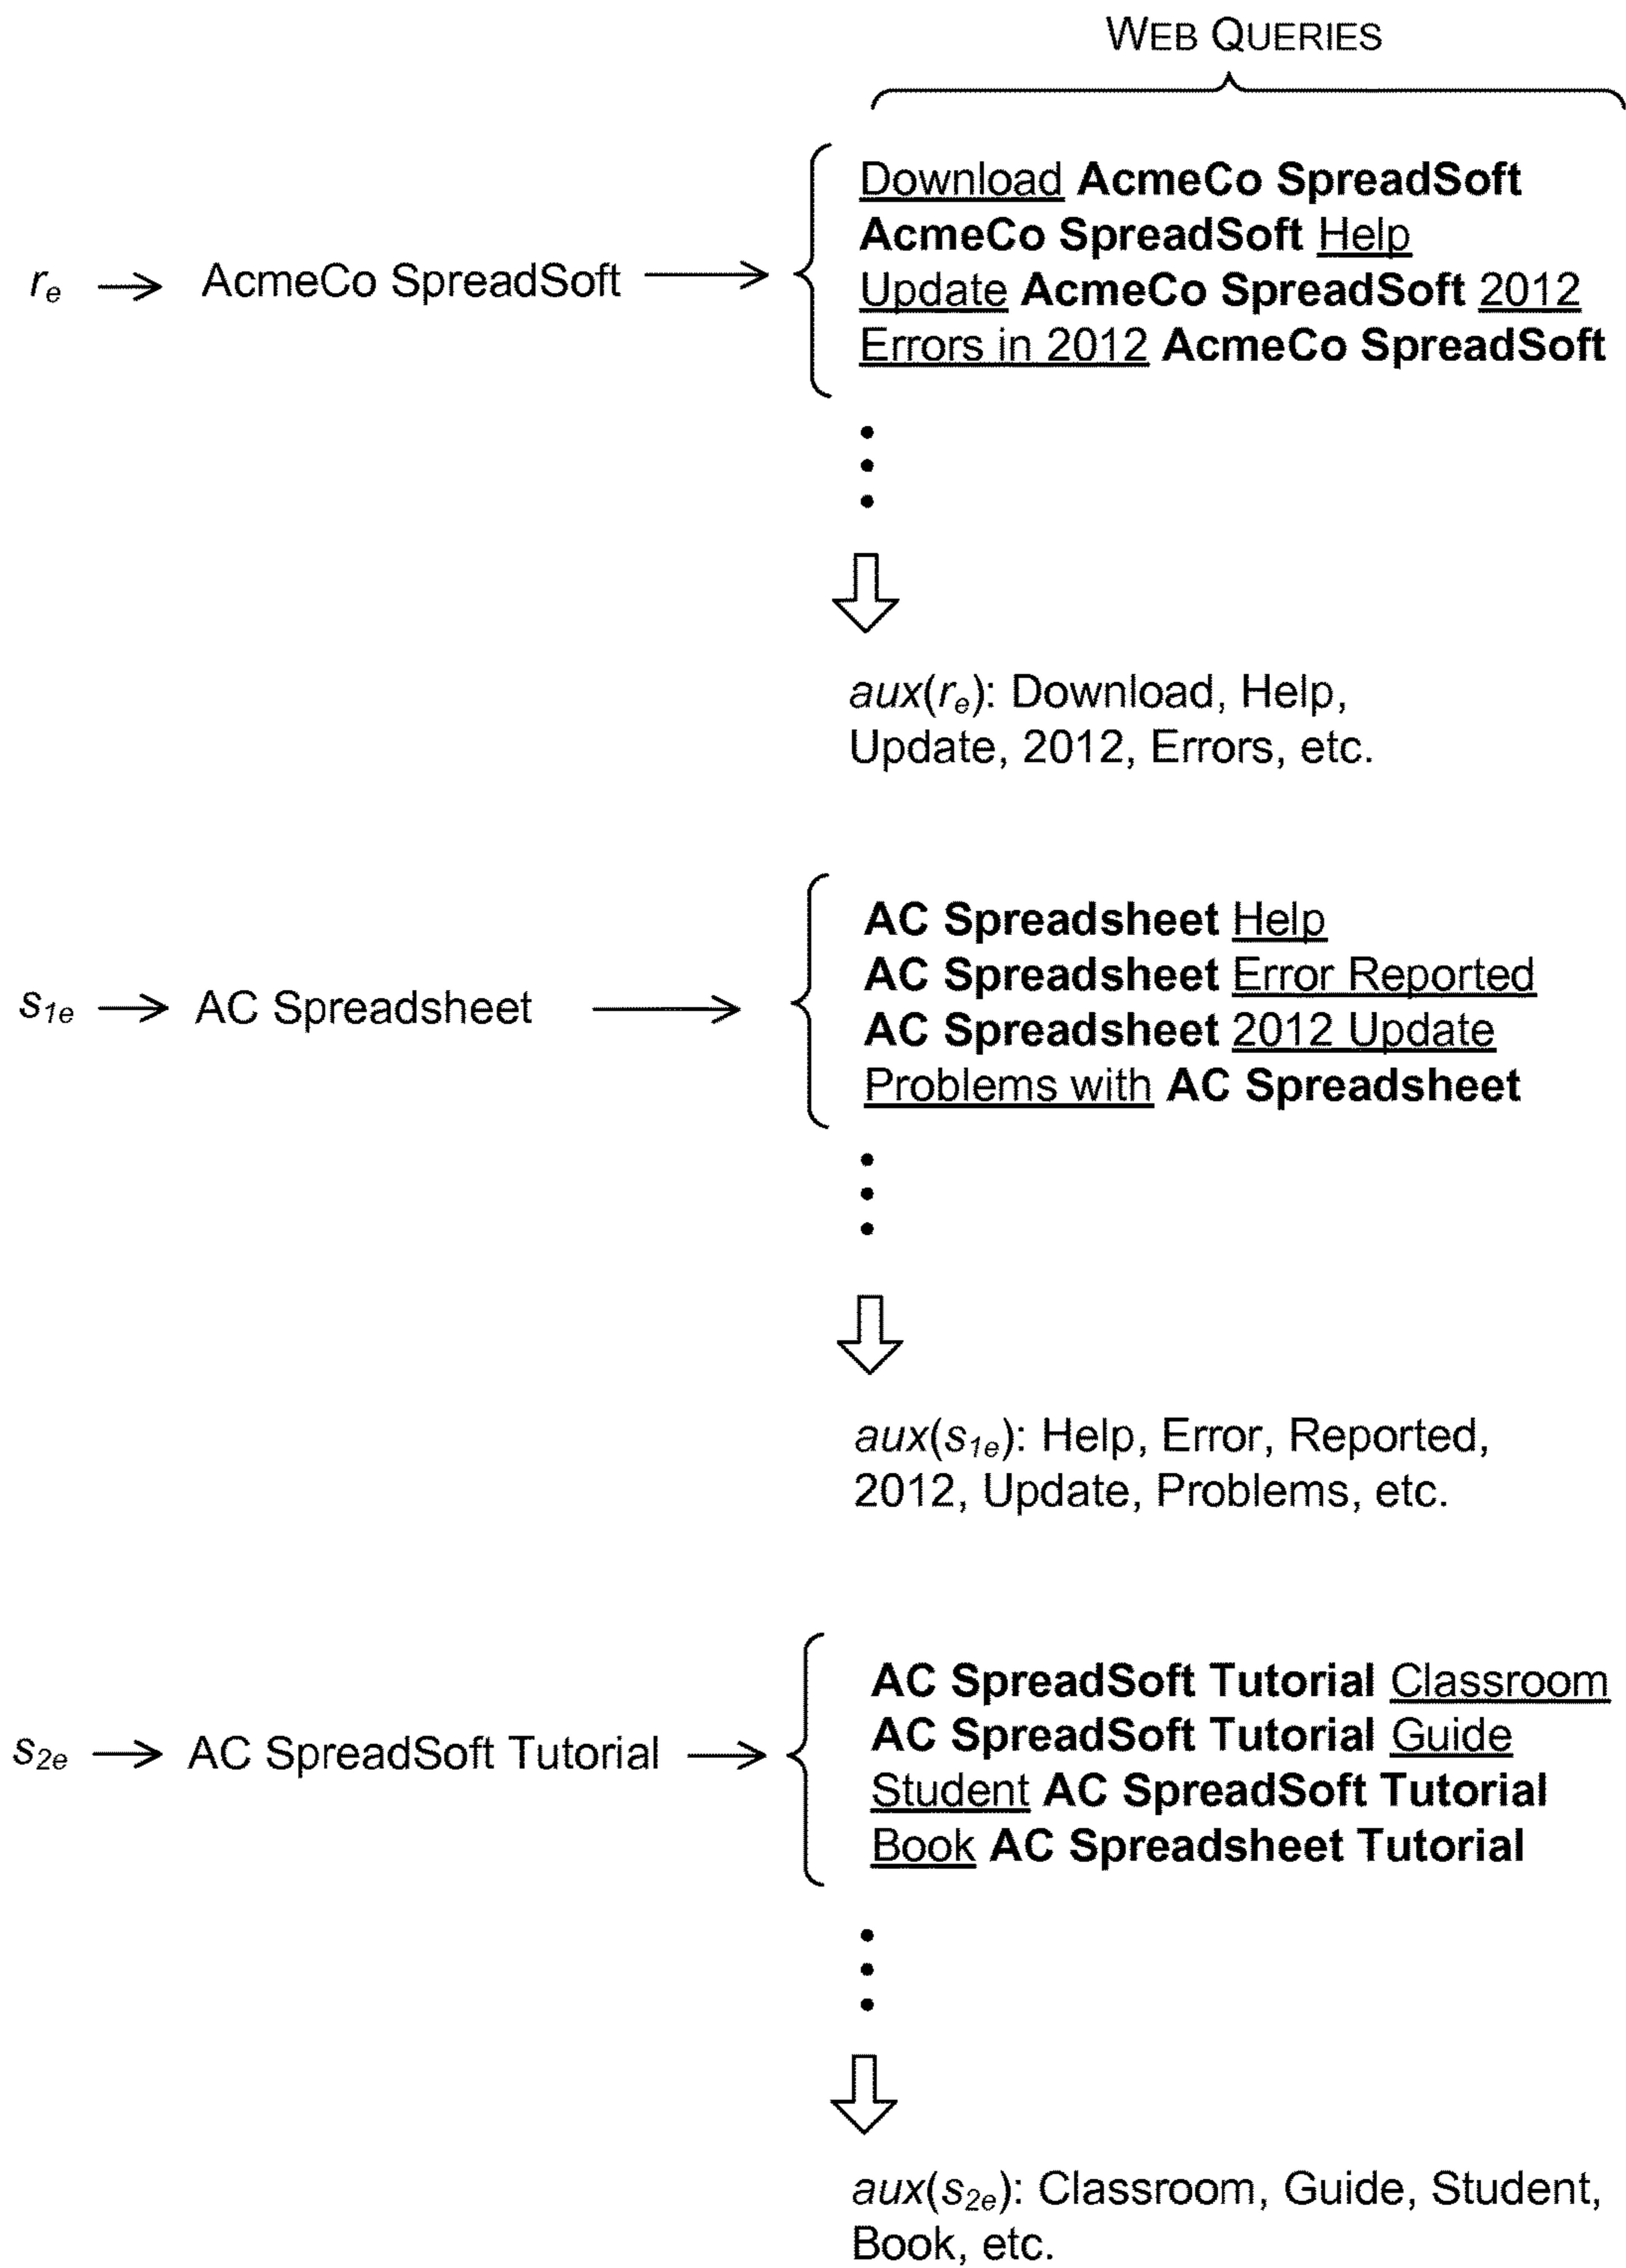 WEB QUERIES
Download AcmeCo SpreadSoft
AcmeCo SpreadSoft Help
re → AcmeCo SpreadSoft →
Update AcmeCo SpreadSoft 2012
Errors in 2012 AcmeCo SpreadSoft
aux(re): Download, Help,
Update, 2012, Errors, etc.
AC Spreadsheet Help
AC Spreadsheet Error Reported
s1e → AC Spreadsheet →
AC Spreadsheet 2012 Update
Problems with AC Spreadsheet
aux(s1e): Help, Error, Reported,
2012, Update, Problems, etc.
AC SpreadSoft Tutorial Classroom
AC SpreadSoft Tutorial Guide
s2e → AC SpreadSoft Tutorial →
Student AC SpreadSoft Tutorial
Book AC Spreadsheet Tutorial
aux(s2e): Classroom, Guide, Student,
Book, etc.